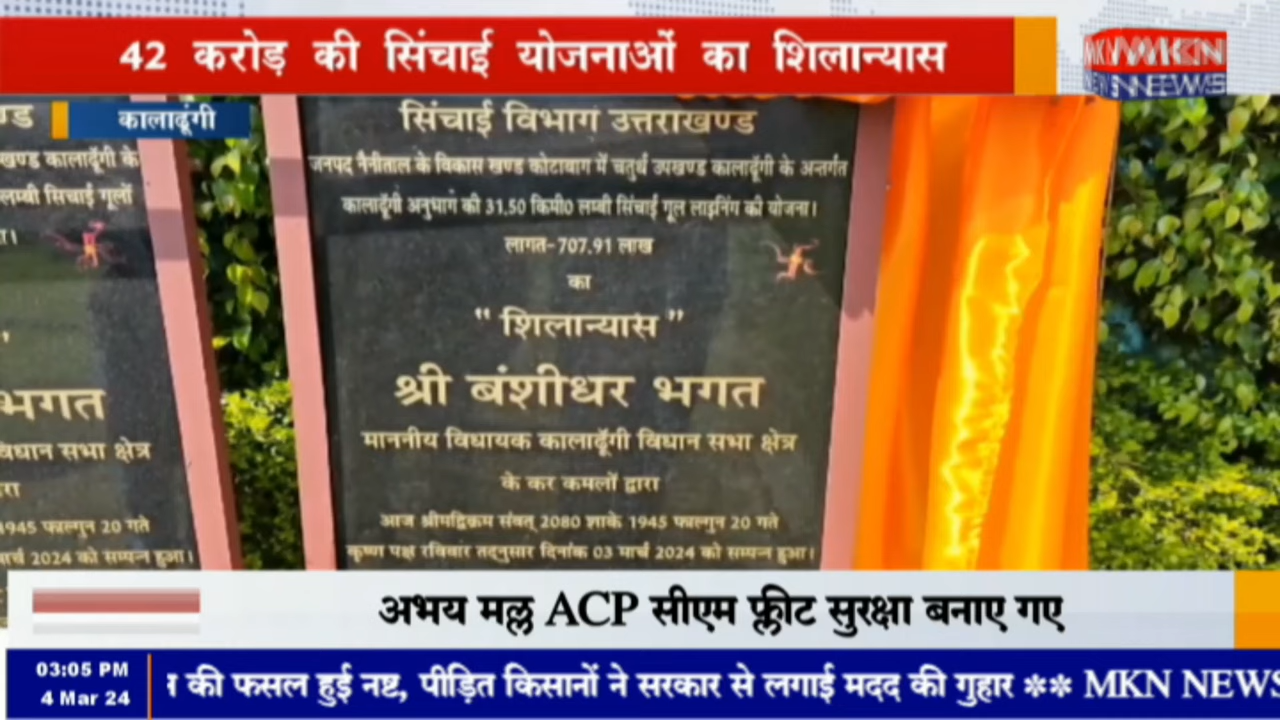 42 करोड़ की सिंचाई योजनाओं का शिलान्यास
MKN NEWS
कालाढूंगी
सिंचाई विभाग उत्तराखण्ड
जनपद नैनीताल के विकास खण्ड कोटाबाग में चतुर्थ उपखण्ड कालाढूँगी के अन्तर्गत
कालाढूँगी अनुभाग की 31.50 किमी0 लम्बी सिंचाई गूल लाइनिंग की योजना।
लागत-707.91 लाख
का
" शिलान्यास "
श्री बंशीधर भगत
माननीय विधायक कालाढूँगी विधान सभा क्षेत्र
के कर कमलों द्वारा
आज श्रीमद्विक्रम संवत् 2080 शाके 1945 फाल्गुन 20 गते
कृष्ण पक्ष रविवार तद्नुसार दिनांक 03 मार्च 2024 को सम्पन्न हुआ।
खण्ड कालाढूँगी के
लम्बी सिचाई गूलों
भगत
विधान सभा क्षेत्र
1945 फाल्गुन 20 गते
मार्च 2024 को सम्पन्न हुआ।
अभय मल्ल ACP सीएम फ्लीट सुरक्षा बनाए गए
03:05 PM
4 Mar 24
की फसल हुई नष्ट, पीड़ित किसानों ने सरकार से लगाई मदद की गुहार ** MKN NEWS